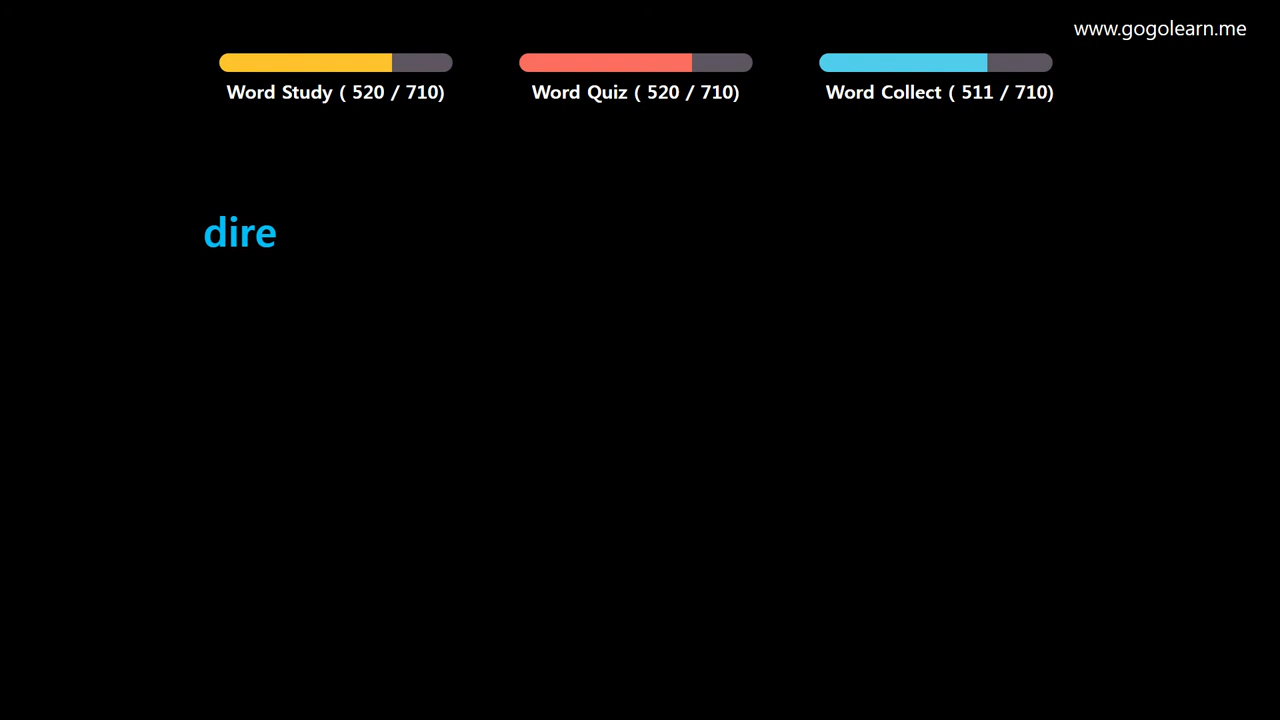 www.gogolearn.me
Word Study ( 520 / 710)
Word Quiz ( 520 / 710)
Word Collect ( 511 / 710)
dire